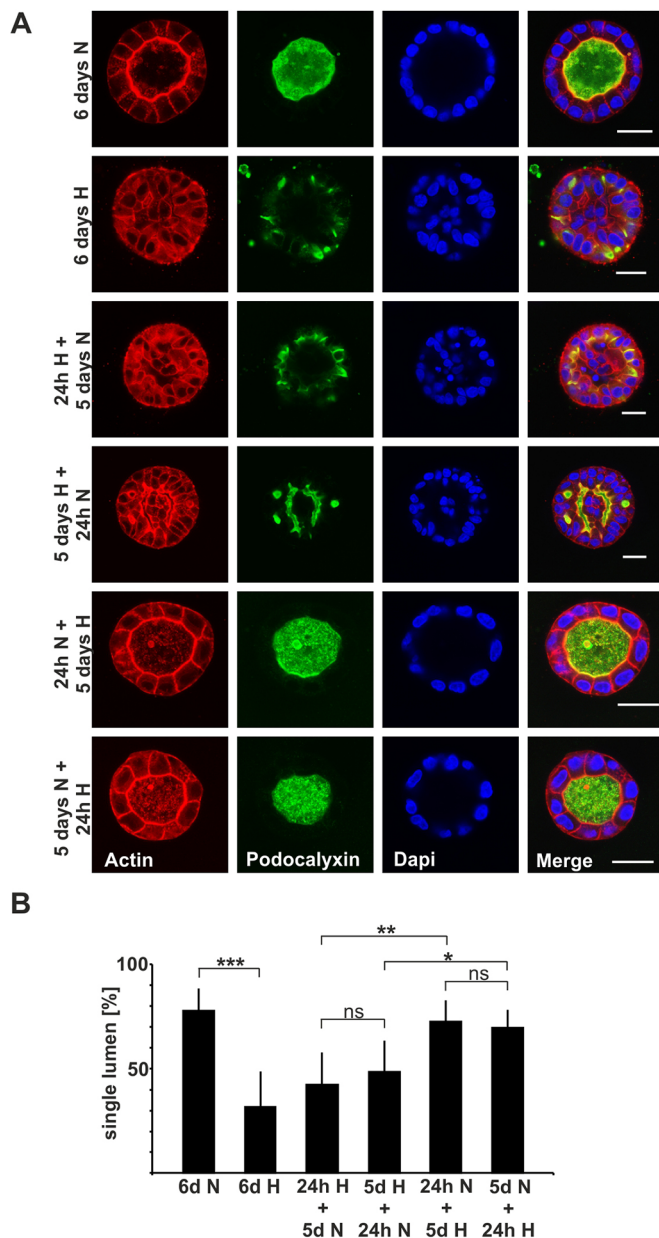 A
6 days N
6 days H
24h H +
5 days N
5 days H +
24h N
24h N +
5 days H
5 days N +
24h H
Actin Podocalyxin Dapi Merge
B
single lumen [%]
100
50
***
ns
**
*
ns
6d N 6d H 24h H 5d H 24h N 5d N
+ + + +
5d N 24h N 5d H 24h H